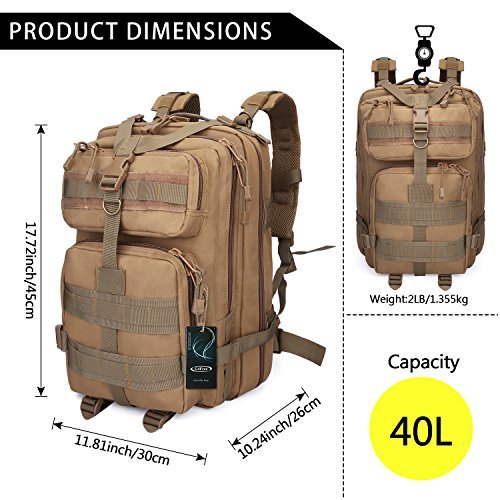 PRODUCT DIMENSIONS
17.72inch/45cm
11.81inch/30cm
10.24inch/26cm
Weight:2LB/1.355kg
Capacity
40L